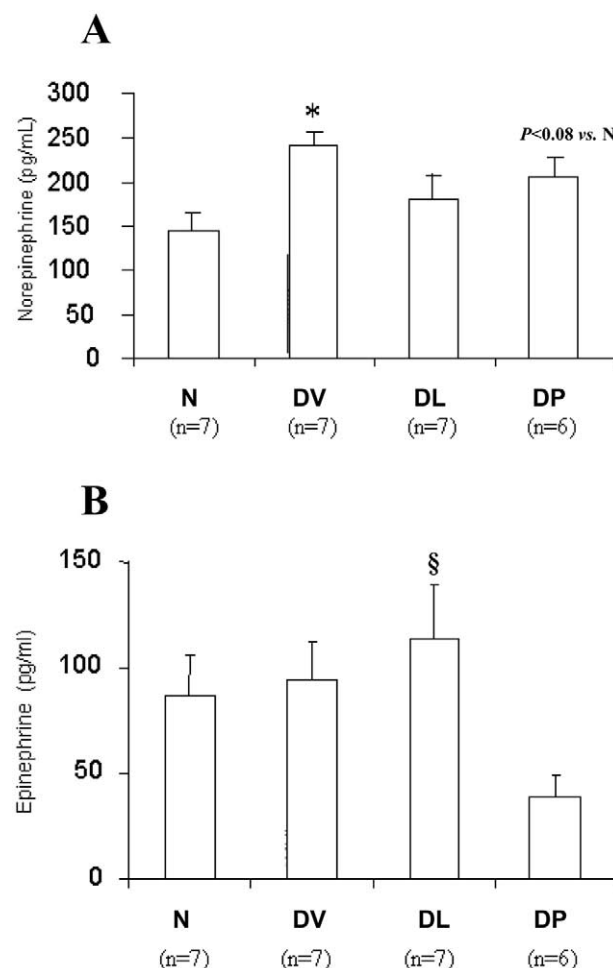 A
Norepinephrine (pg/mL)
300
250
200
150
100
50
0
*
P<0.08 vs. N
N DV DL DP
(n=7) (n=7) (n=7) (n=6)
B
Epinephrine (pg/ml)
150
100
50
0
§
N DV DL DP
(n=7) (n=7) (n=7) (n=6)